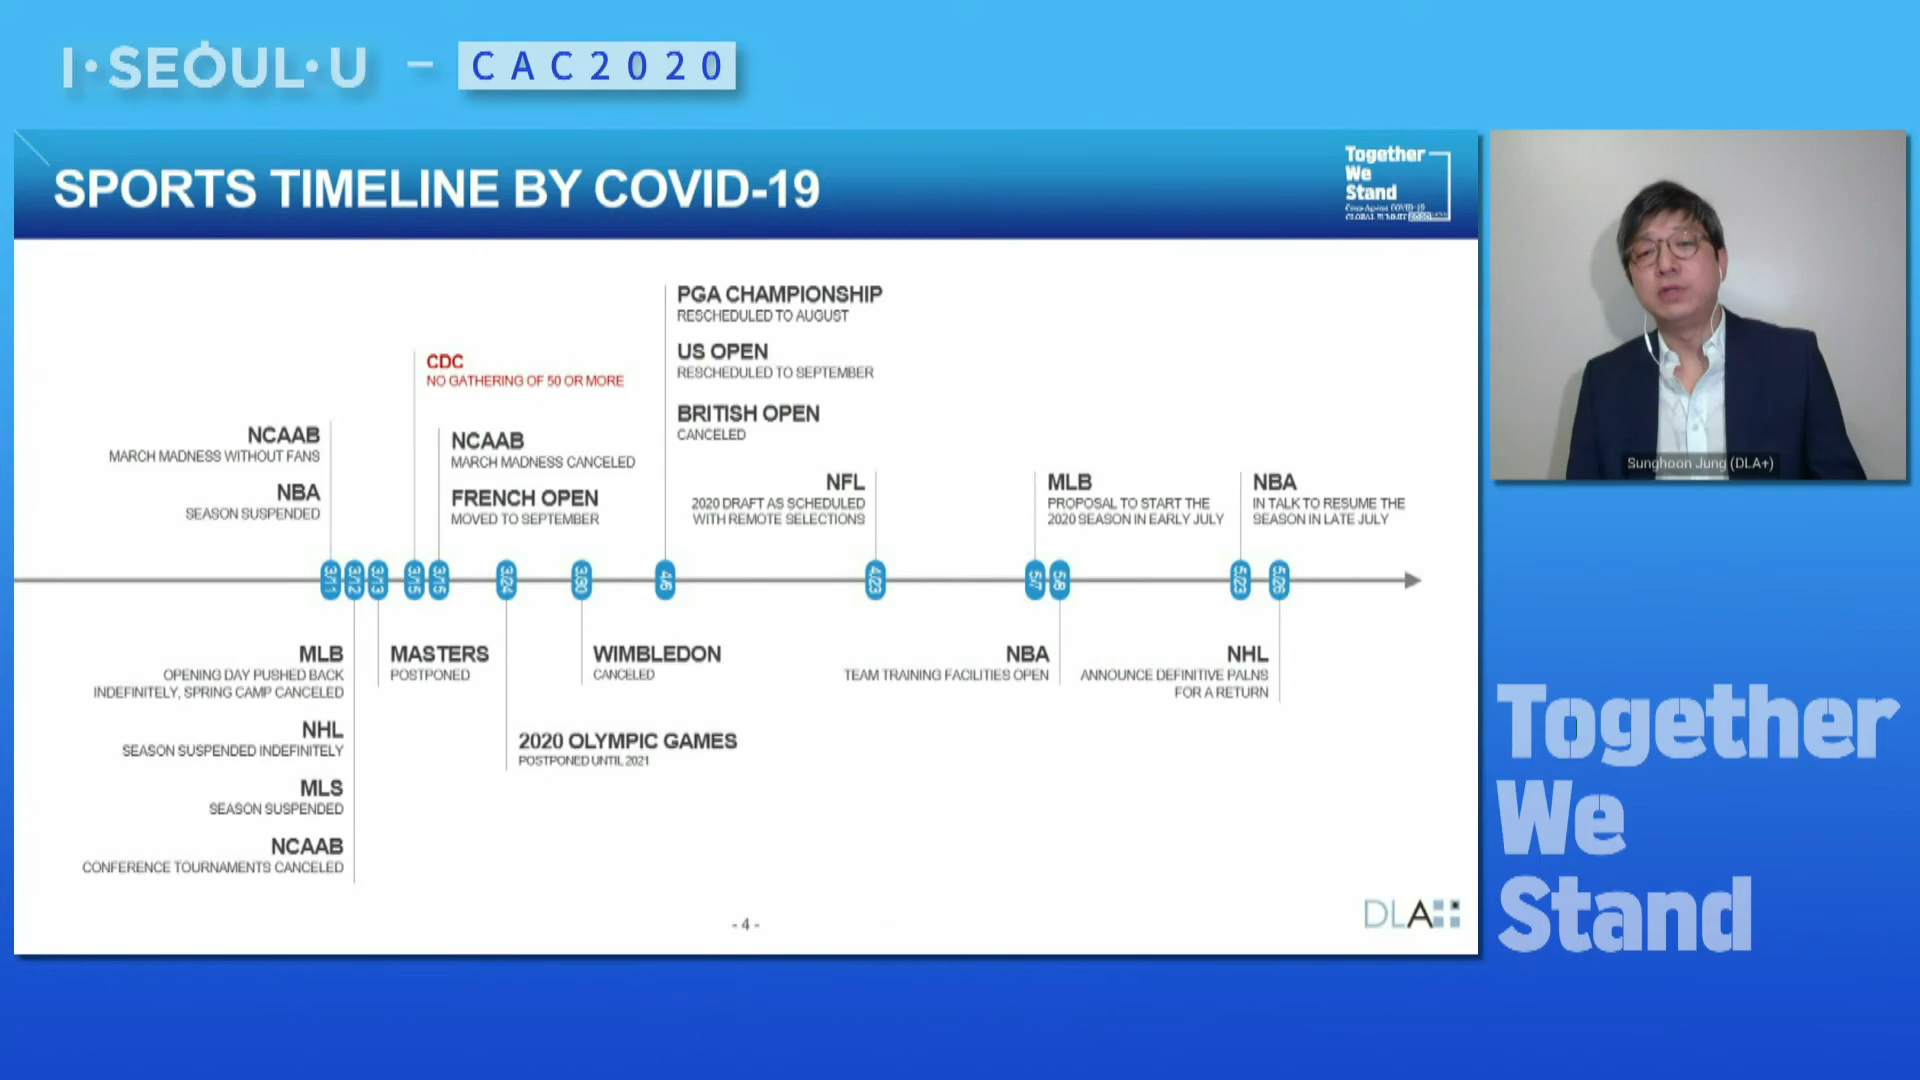 I·SEOUL·U – CAC2020
SPORTS TIMELINE BY COVID-19
Together
We
Stand
PGA CHAMPIONSHIP
RESCHEDULED TO AUGUST
US OPEN
RESCHEDULED TO SEPTEMBER
BRITISH OPEN
CANCELED
CDC
NO GATHERING OF 50 OR MORE
NCAAB
MARCH MADNESS WITHOUT FANS
NBA
SEASON SUSPENDED
NCAAB
MARCH MADNESS CANCELED
FRENCH OPEN
MOVED TO SEPTEMBER
NFL
2020 DRAFT AS SCHEDULED
WITH REMOTE SELECTIONS
MLB
PROPOSAL TO START THE
2020 SEASON IN EARLY JULY
NBA
IN TALK TO RESUME THE
SEASON IN LATE JULY
3/11 3/12 3/13 3/15 3/15 3/24 3/30 4/6 4/23 5/7 5/8 5/23 5/26
MLB
OPENING DAY PUSHED BACK
INDEFINITELY, SPRING CAMP CANCELED
NHL
SEASON SUSPENDED INDEFINITELY
MLS
SEASON SUSPENDED
NCAAB
CONFERENCE TOURNAMENTS CANCELED
MASTERS
POSTPONED
2020 OLYMPIC GAMES
POSTPONED UNTIL 2021
WIMBLEDON
CANCELED
NBA
TEAM TRAINING FACILITIES OPEN
NHL
ANNOUNCE DEFINITIVE PALNS
FOR A RETURN
- 4 -
DLA
Sunghoon Jung (DLA+)
Together
We
Stand